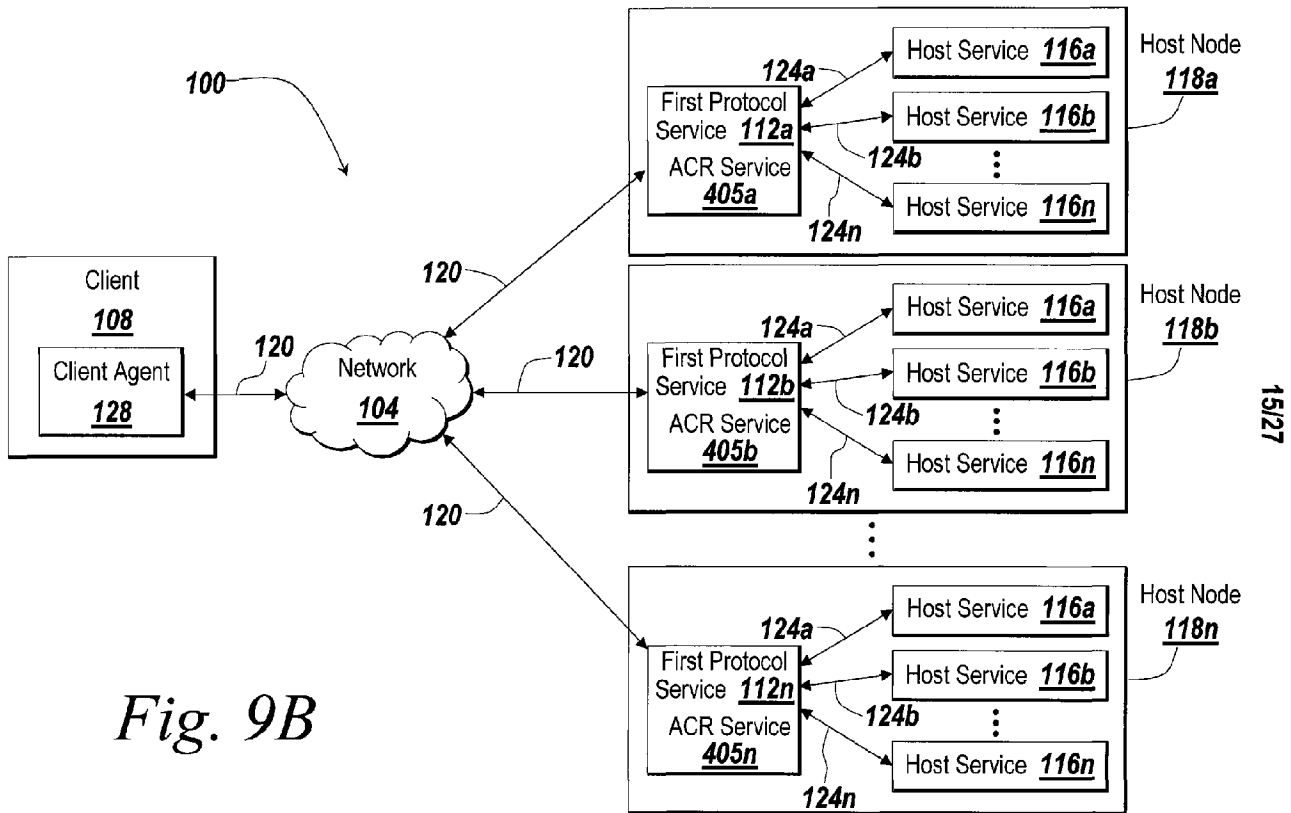 100
Client
108
Client Agent
128
120
Network
104
120
120
120
First Protocol
Service 112a
ACR Service
405a
124a
124b
124n
Host Service 116a
Host Service 116b
Host Service 116n
Host Node
118a
First Protocol
Service 112b
ACR Service
405b
124a
124b
124n
Host Service 116a
Host Service 116b
Host Service 116n
Host Node
118b
First Protocol
Service 112n
ACR Service
405n
124a
124b
124n
Host Service 116a
Host Service 116b
Host Service 116n
Host Node
118n
15/27
Fig. 9B